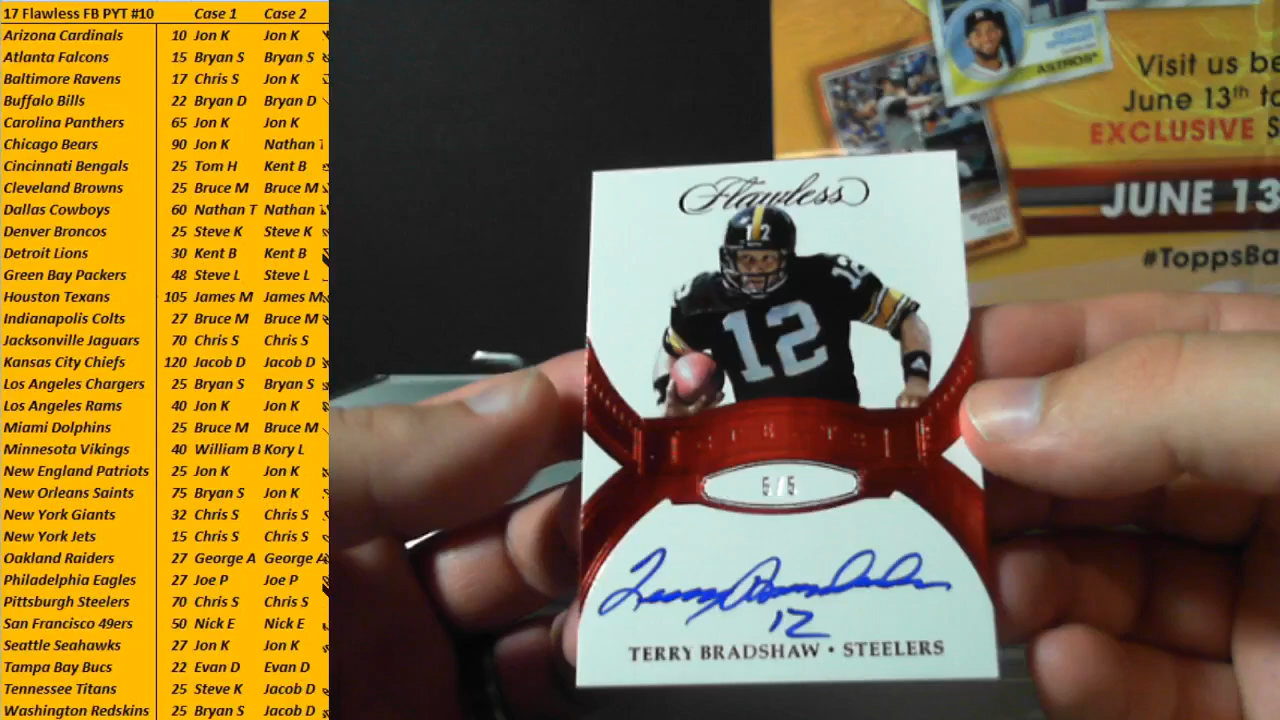 17 Flawless FB PYT #10 Case 1 Case 2
Arizona Cardinals 10 Jon K Jon K
Atlanta Falcons 15 Bryan S Bryan S
Baltimore Ravens 17 Chris S Jon K
Buffalo Bills 22 Bryan D Bryan D
Carolina Panthers 65 Jon K Jon K
Chicago Bears 90 Jon K Nathan
Cincinnati Bengals 25 Tom H Kent B
Cleveland Browns 25 Bruce M Bruce M
Dallas Cowboys 60 Nathan T Nathan
Denver Broncos 25 Steve K Steve K
Detroit Lions 30 Kent B Kent B
Green Bay Packers 48 Steve L Steve L
Houston Texans 105 James M James M
Indianapolis Colts 27 Bruce M Bruce M
Jacksonville Jaguars 70 Chris S Chris S
Kansas City Chiefs 120 Jacob D Jacob D
Los Angeles Chargers 25 Bryan S Bryan S
Los Angeles Rams 40 Jon K Jon K
Miami Dolphins 25 Bruce M Bruce M
Minnesota Vikings 40 William B Kory L
New England Patriots 25 Jon K Jon K
New Orleans Saints 75 Bryan S Jon K
New York Giants 32 Chris S Chris S
New York Jets 15 Chris S Chris S
Oakland Raiders 27 George A George A
Philadelphia Eagles 27 Joe P Joe P
Pittsburgh Steelers 70 Chris S Chris S
San Francisco 49ers 50 Nick E Nick E
Seattle Seahawks 27 Jon K Jon K
Tampa Bay Bucs 22 Evan D Evan D
Tennessee Titans 25 Steve K Jacob D
Washington Redskins 25 Bryan S Jacob D
ASTROS
Visit us be
June 13th to
EXCLUSIVE S
JUNE 13
#ToppsBa
Flawless
12
12
12
5/5
Terry Bradshaw
12
TERRY BRADSHAW • STEELERS